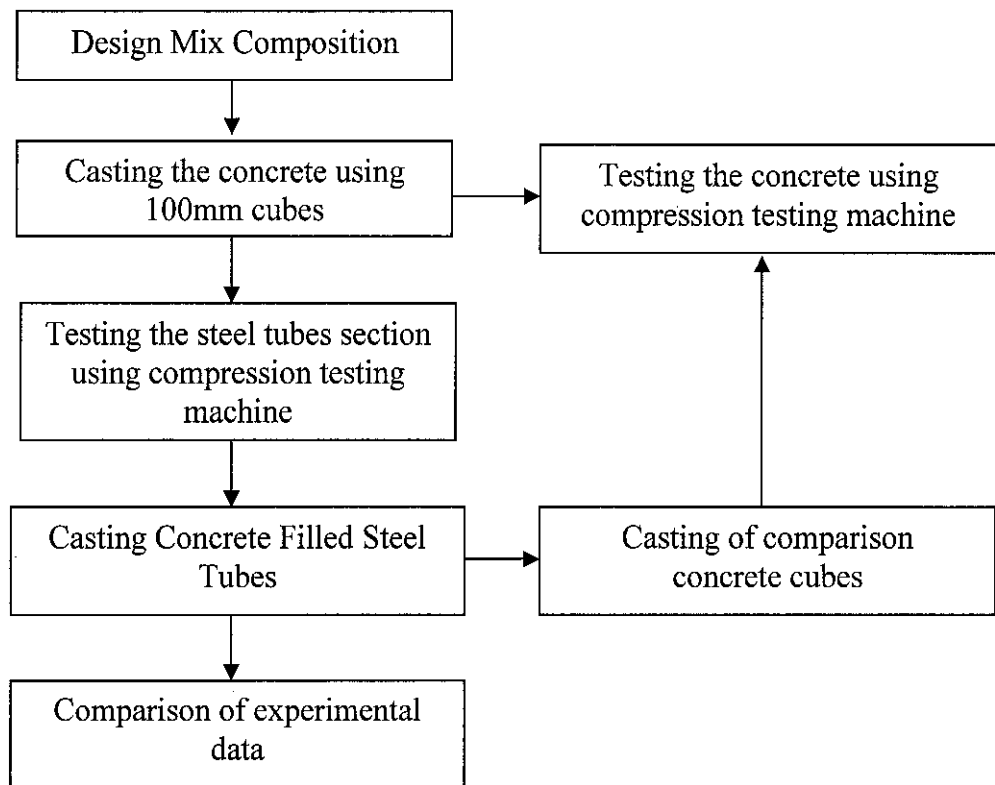 Design Mix Composition
Casting the concrete using
100mm cubes
Testing the concrete using
compression testing machine
Testing the steel tubes section
using compression testing
machine
Casting Concrete Filled Steel
Tubes
Casting of comparison
concrete cubes
Comparison of experimental
data